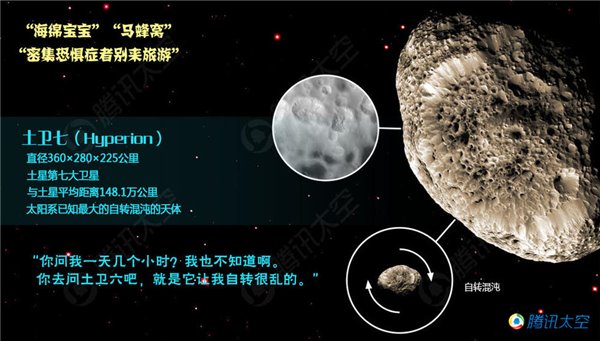 “海绵宝宝” “马蜂窝”
“密集恐惧症者别来旅游”
土卫七（Hyperion）
直径360×280×225公里
土星第七大卫星
与土星平均距离148.1万公里
太阳系已知最大的自转混沌的天体
“你问我一天几个小时？我也不知道啊。
你去问土卫六吧，就是它让我自转很乱的。”
自转混沌
腾讯太空
腾讯太空
腾讯太空
腾讯太空